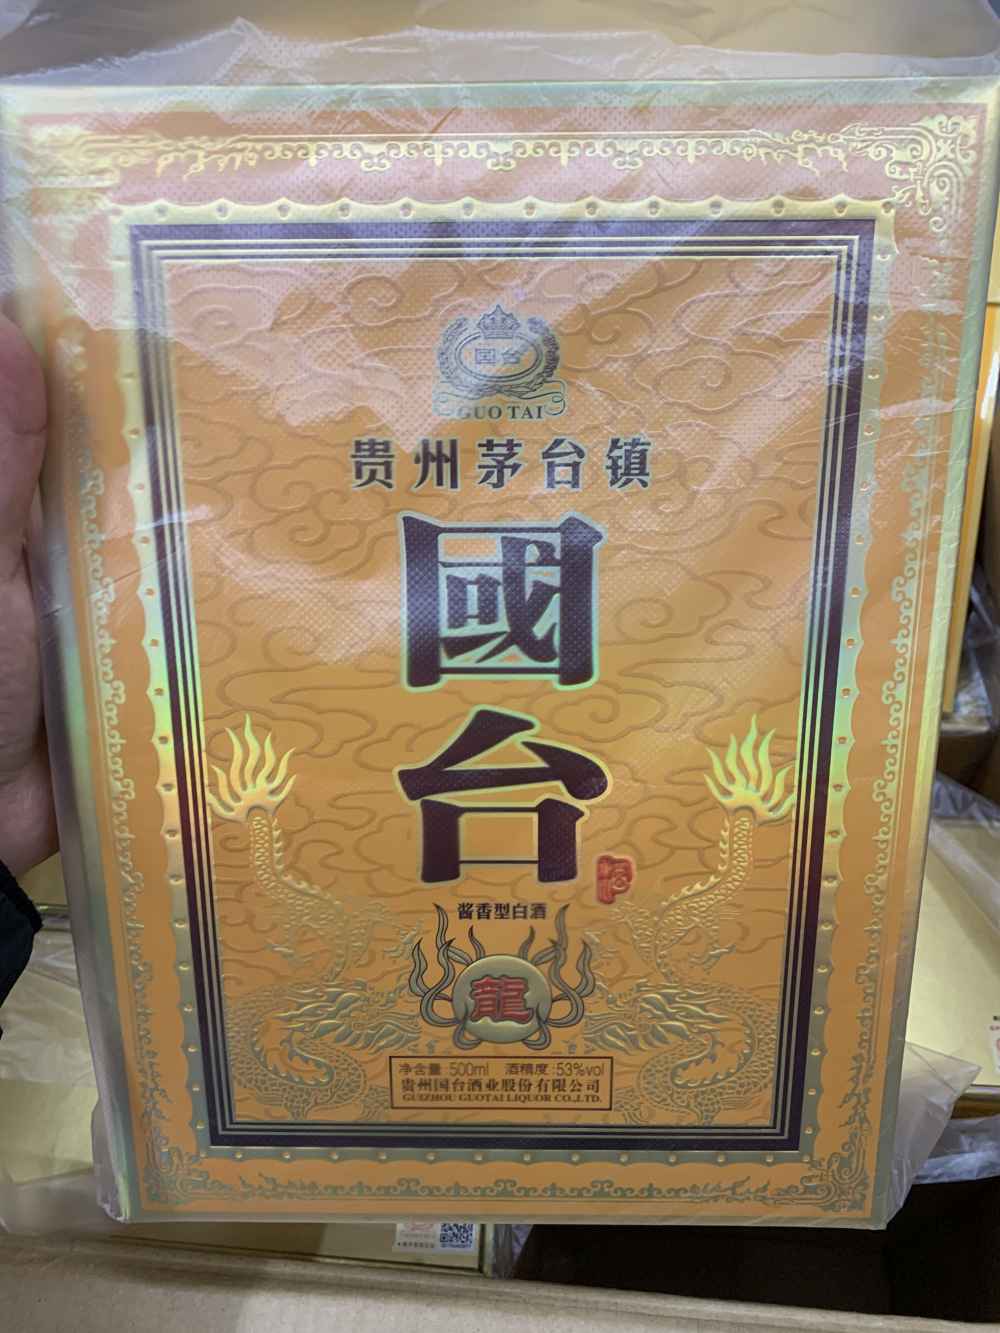 国台
GUO TAI
贵州茅台镇
國
台
酒
酱香型白酒
龍
净含量:500ml 酒精度:53%vol
贵州国台酒业股份有限公司
GUIZHOU GUOTAI LIQUOR CO.,LTD.